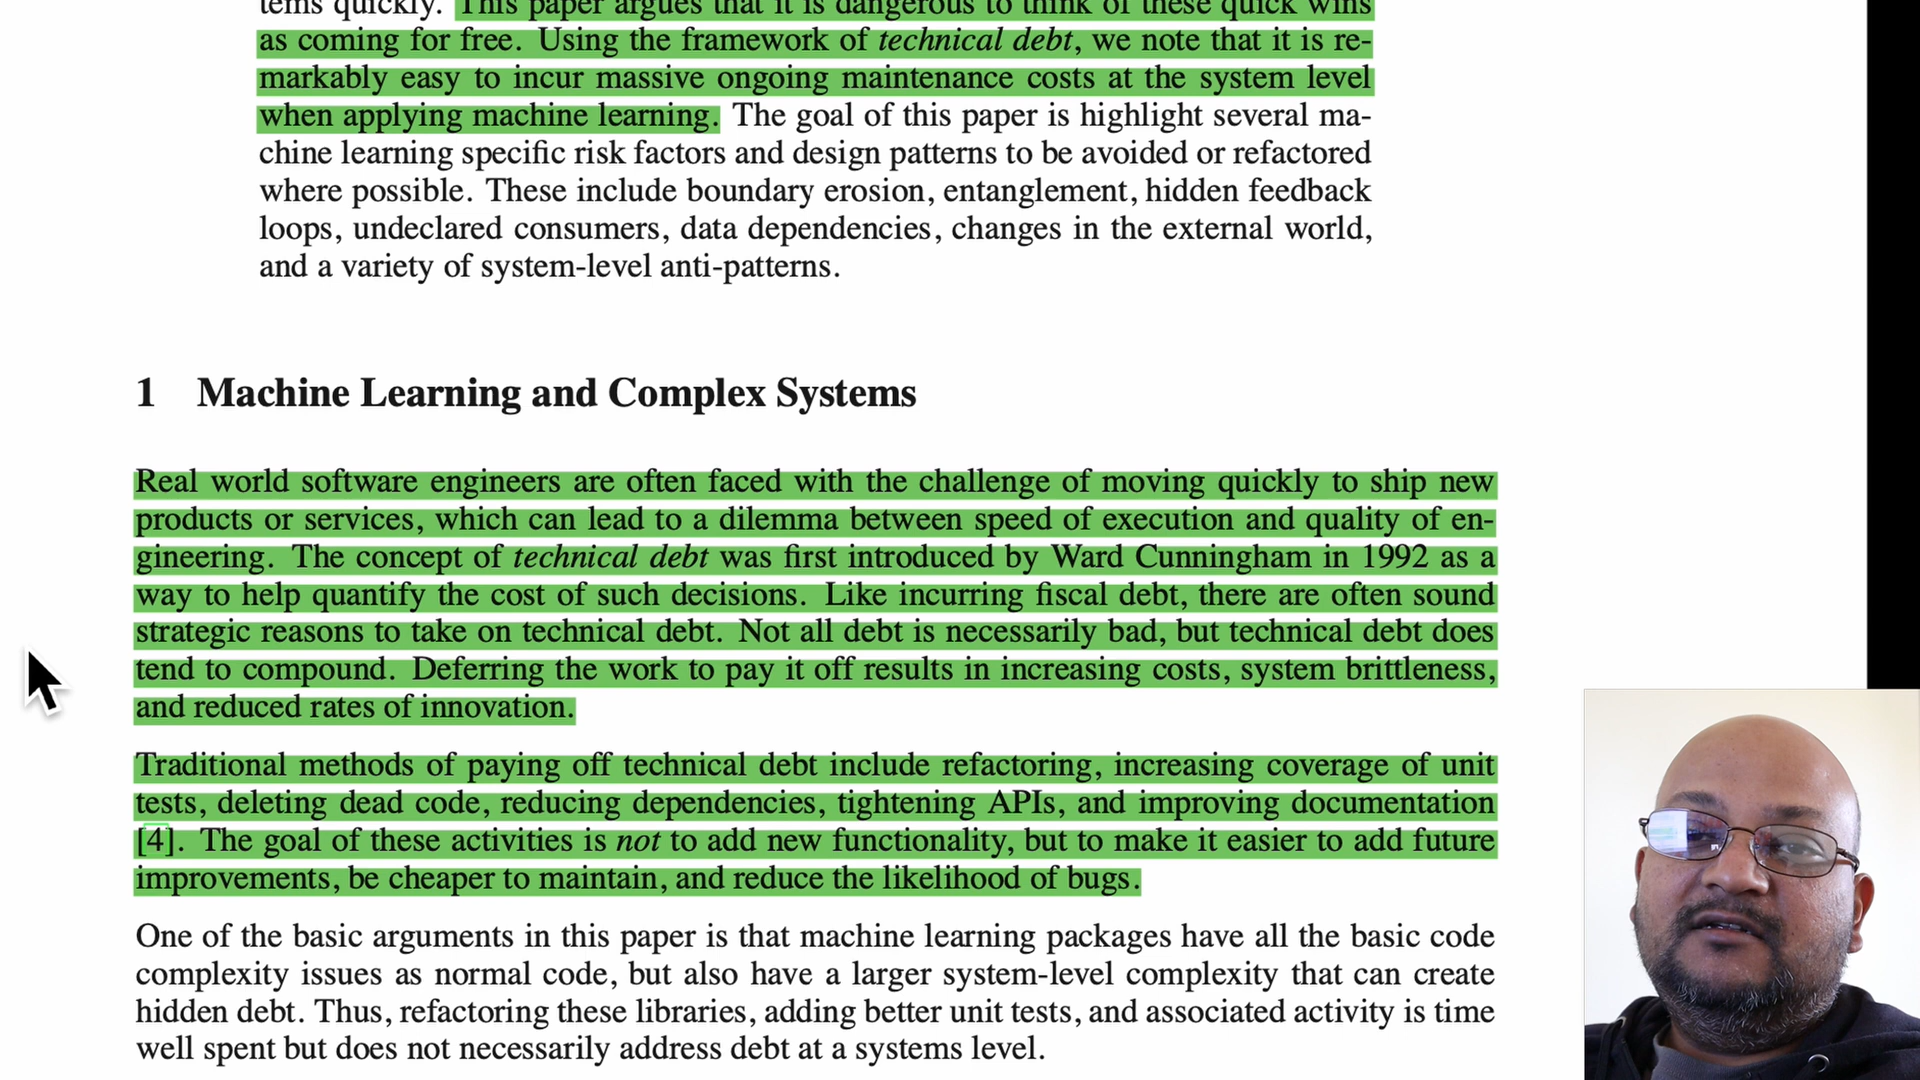 tems quickly. This paper argues that it is dangerous to think of these quick wins
as coming for free. Using the framework of technical debt, we note that it is re-
markably easy to incur massive ongoing maintenance costs at the system level
when applying machine learning. The goal of this paper is highlight several ma-
chine learning specific risk factors and design patterns to be avoided or refactored
where possible. These include boundary erosion, entanglement, hidden feedback
loops, undeclared consumers, data dependencies, changes in the external world,
and a variety of system-level anti-patterns.
1 Machine Learning and Complex Systems
Real world software engineers are often faced with the challenge of moving quickly to ship new
products or services, which can lead to a dilemma between speed of execution and quality of en-
gineering. The concept of technical debt was first introduced by Ward Cunningham in 1992 as a
way to help quantify the cost of such decisions. Like incurring fiscal debt, there are often sound
strategic reasons to take on technical debt. Not all debt is necessarily bad, but technical debt does
tend to compound. Deferring the work to pay it off results in increasing costs, system brittleness,
and reduced rates of innovation.
Traditional methods of paying off technical debt include refactoring, increasing coverage of unit
tests, deleting dead code, reducing dependencies, tightening APIs, and improving documentation
[4]. The goal of these activities is not to add new functionality, but to make it easier to add future
improvements, be cheaper to maintain, and reduce the likelihood of bugs.
One of the basic arguments in this paper is that machine learning packages have all the basic code
complexity issues as normal code, but also have a larger system-level complexity that can create
hidden debt. Thus, refactoring these libraries, adding better unit tests, and associated activity is time
well spent but does not necessarily address debt at a systems level.